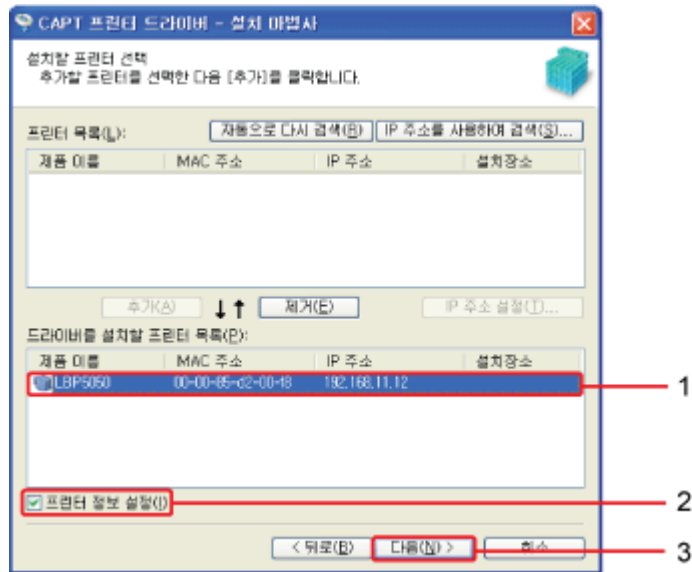 CAPT 프린터 드라이버 - 설치 마법사
설치할 프린터 선택
추가할 프린터를 선택한 다음 [추가]를 클릭합니다.
프린터 목록(L): 자동으로 다시 검색(R) IP 주소를 사용하여 검색(S)...
제품 이름 MAC 주소 IP 주소 설치장소
추가(A) 제거(E) IP 주소 설정(T)...
드라이버를 설치할 프린터 목록(P):
제품 이름 MAC 주소 IP 주소 설치장소
LBP5050 00-00-85-d2-00-f8 192.168.11.12 1
프린터 정보 설정(I) 2
< 뒤로(B) 다음(N) > 취소 3